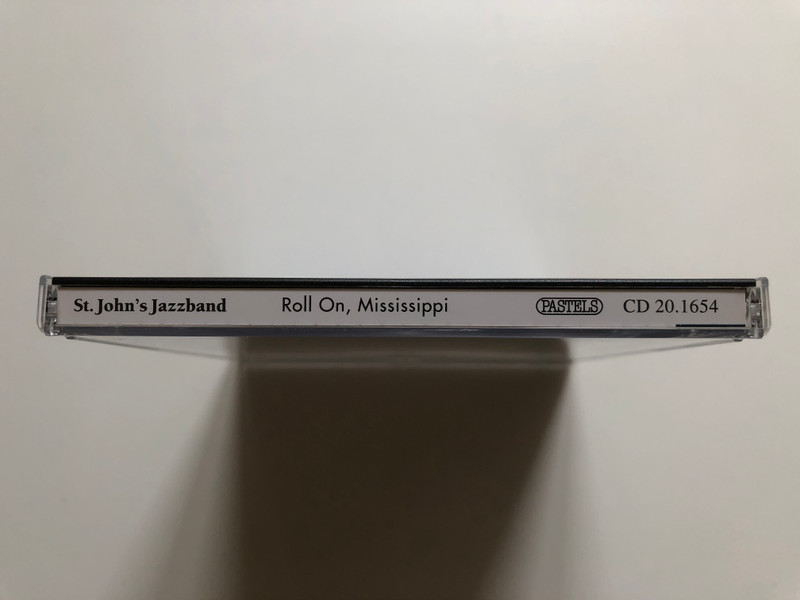 St. John's Jazzband Roll On, Mississippi PASTELS CD 20.1654